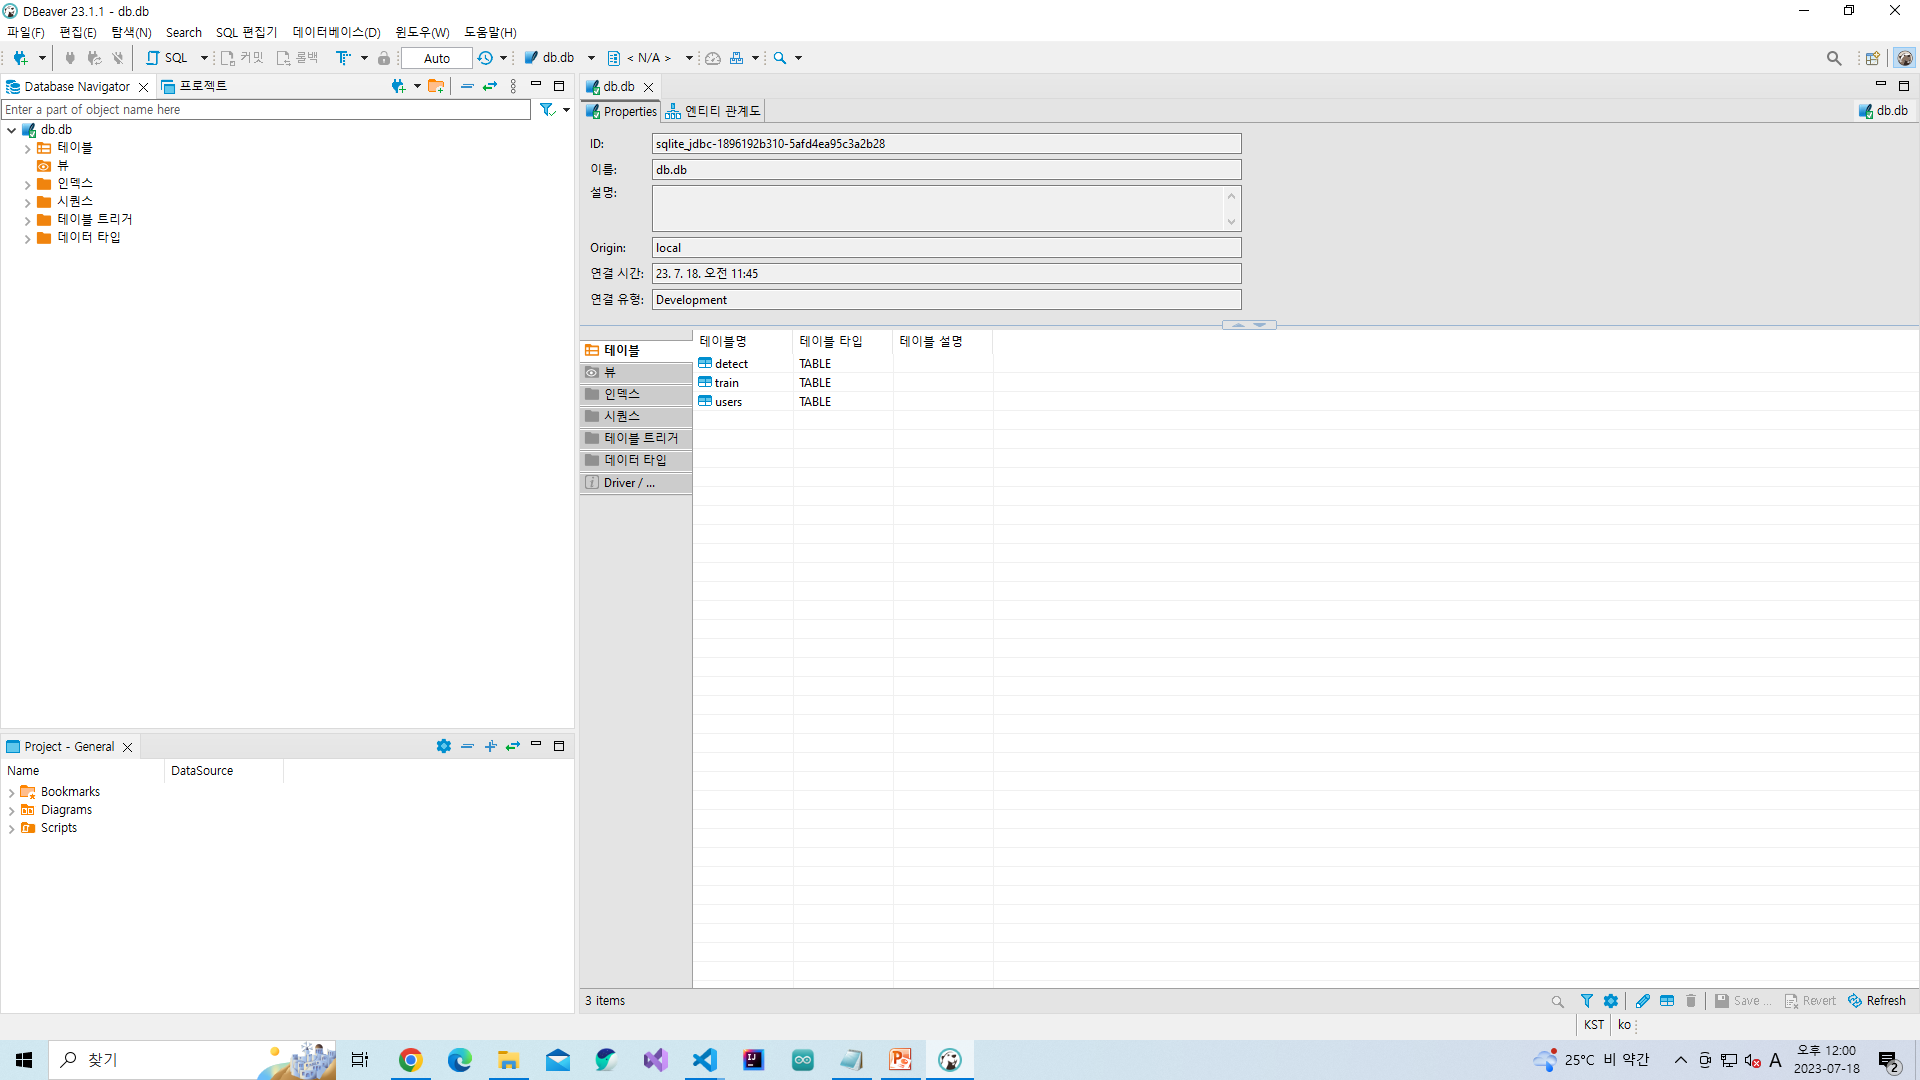 DBeaver 23.1.1 - db.db
파일(F) 편집(E) 탐색(N) Search SQL 편집기 데이터베이스(D) 윈도우(W) 도움말(H)
SQL 커밋 롤백 Auto db.db < N/A >
Database Navigator 프로젝트
Enter a part of object name here
db.db
테이블
뷰
인덱스
시퀀스
테이블 트리거
데이터 타입
Project - General
Name DataSource
Bookmarks
Diagrams
Scripts
db.db
Properties 엔티티 관계도 db.db
ID: sqlite_jdbc-1896192b310-5afd4ea95c3a2b28
이름: db.db
설명:
Origin: local
연결 시간: 23. 7. 18. 오전 11:45
연결 유형: Development
테이블
뷰
인덱스
시퀀스
테이블 트리거
데이터 타입
Driver / ...
테이블명 테이블 타입 테이블 설명
detect TABLE
train TABLE
users TABLE
3 items Save ... Revert Refresh
KST ko
찾기 25°C 비 약간 A 오후 12:00
2023-07-18 2